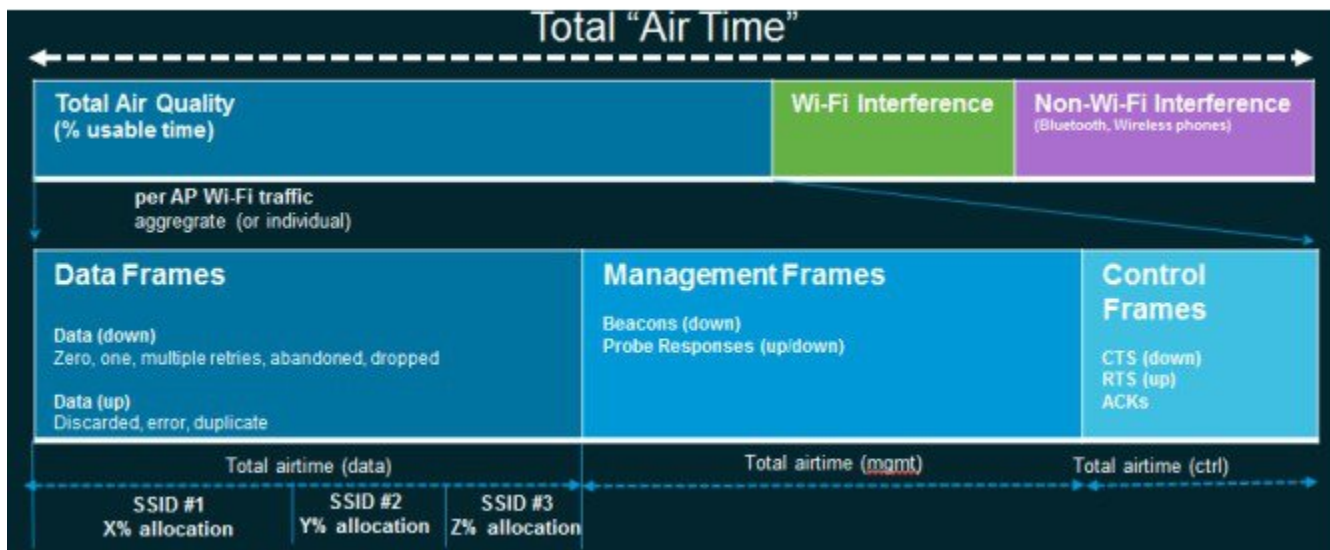 Total “Air Time”
Total Air Quality
(% usable time)
Wi-Fi Interference
Non-Wi-Fi Interference
(Bluetooth, Wireless phones)
per AP Wi-Fi traffic
aggregrate (or individual)
Data Frames
Data (down)
Zero, one, multiple retries, abandoned, dropped
Data (up)
Discarded, error, duplicate
Management Frames
Beacons (down)
Probe Responses (up/down)
Control
Frames
CTS (down)
RTS (up)
ACKs
Total airtime (data)
Total airtime (mgmt)
Total airtime (ctrl)
SSID #1
X% allocation
SSID #2
Y% allocation
SSID #3
Z% allocation